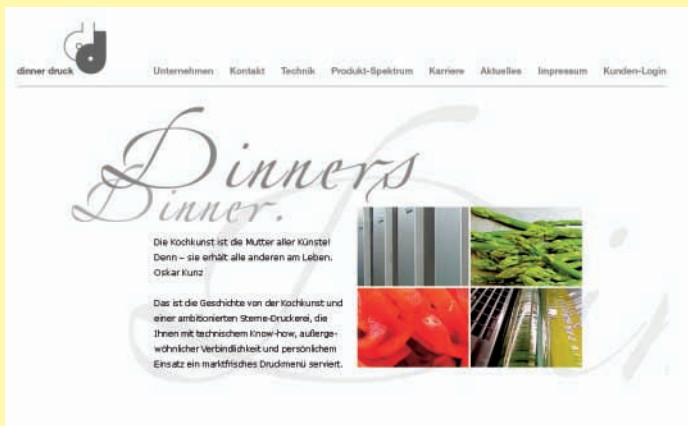 dinner druck
Unternehmen Kontakt Technik Produkt-Spektrum Karriere Aktuelles Impressum Kunden-Login
Dinners
Dinner.
Die Kochkunst ist die Mutter aller Künste!
Denn – sie erhält alle anderen am Leben.
Oskar Kunz
Das ist die Geschichte von der Kochkunst und
einer ambitionierten Sterne-Druckerei, die
Ihnen mit technischem Know-how, außerge-
wöhnlicher Verbindlichkeit und persönlichem
Einsatz ein marktfrisches Druckmenü serviert.